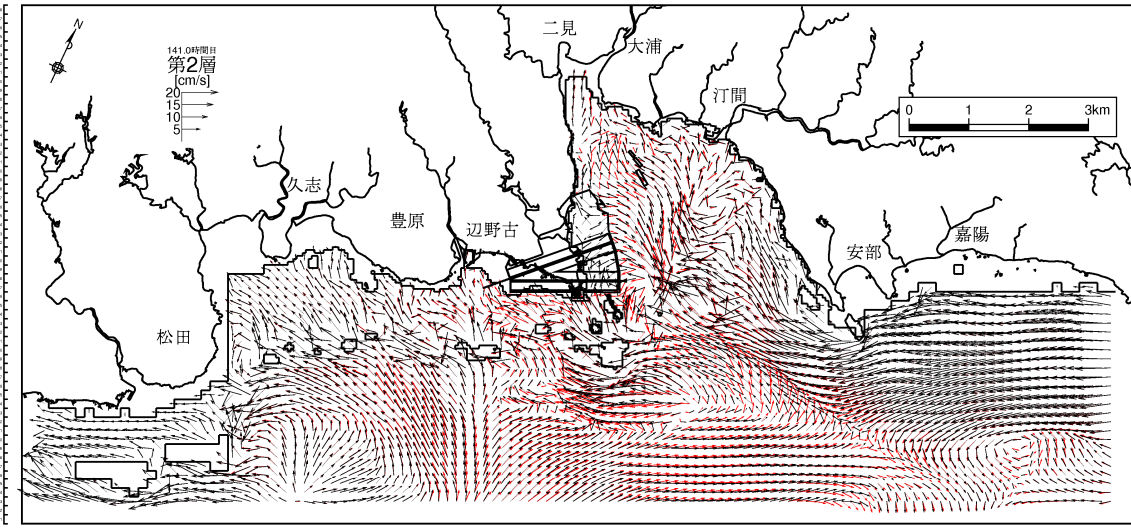 N
141.0時間目
第2層
[cm/s]
20
15
10
5
二見
大浦
汀間
0 1 2 3km
久志
豊原
辺野古
安部
嘉陽
松田